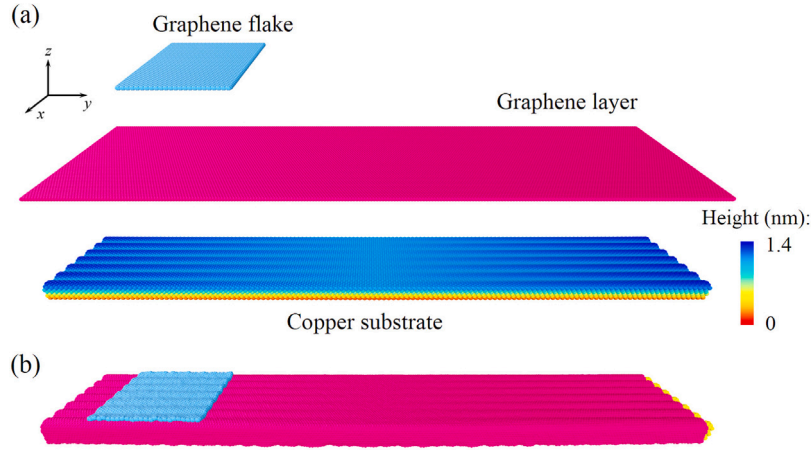 (a)
Graphene flake
z
y
x
Graphene layer
Height (nm):
1.4
0
Copper substrate
(b)